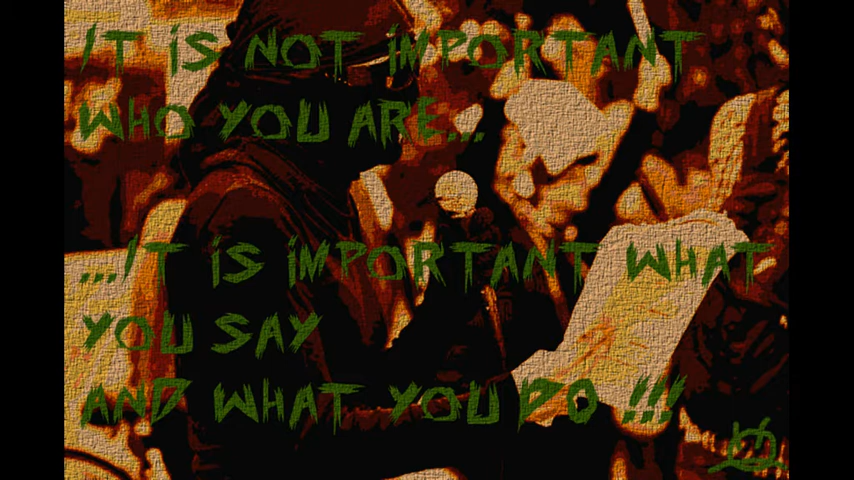 IT iS NOT iMPORTANT
WHO YOU ARE...
...IT iS iMPORTANT WHAT
YOU SAY
AND WHAT YOU DO !!!